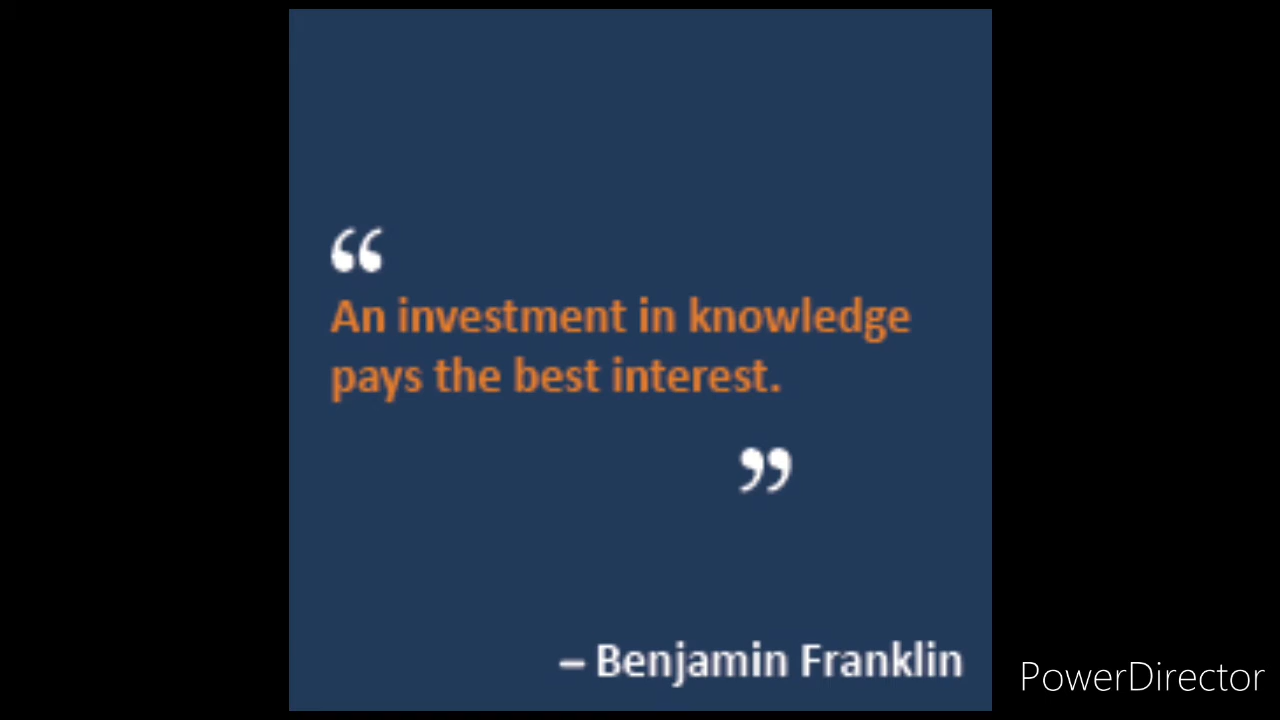 “
An investment in knowledge
pays the best interest.
”
– Benjamin Franklin
PowerDirector